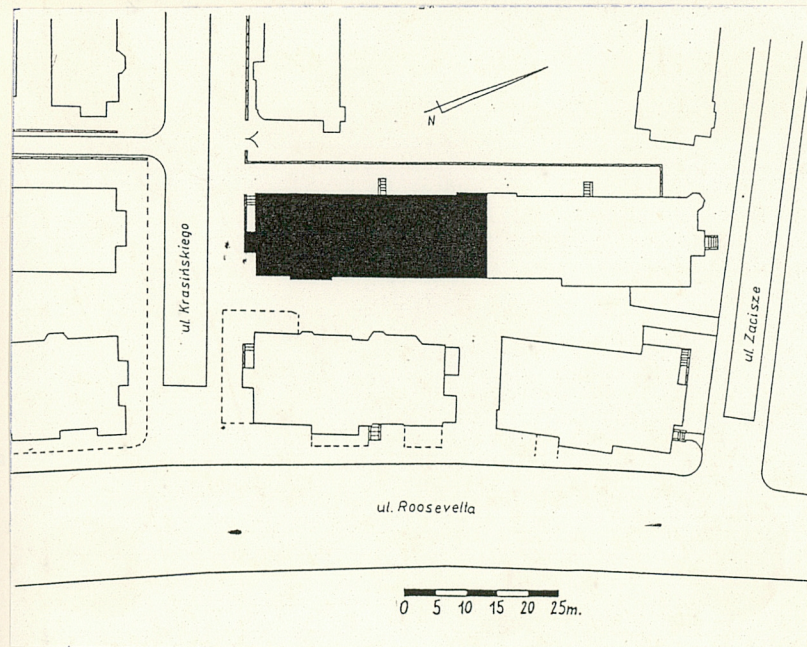 N
ul. Krasińskiego
ul. Zacisze
ul. Roosevelta
0 5 10 15 20 25m.